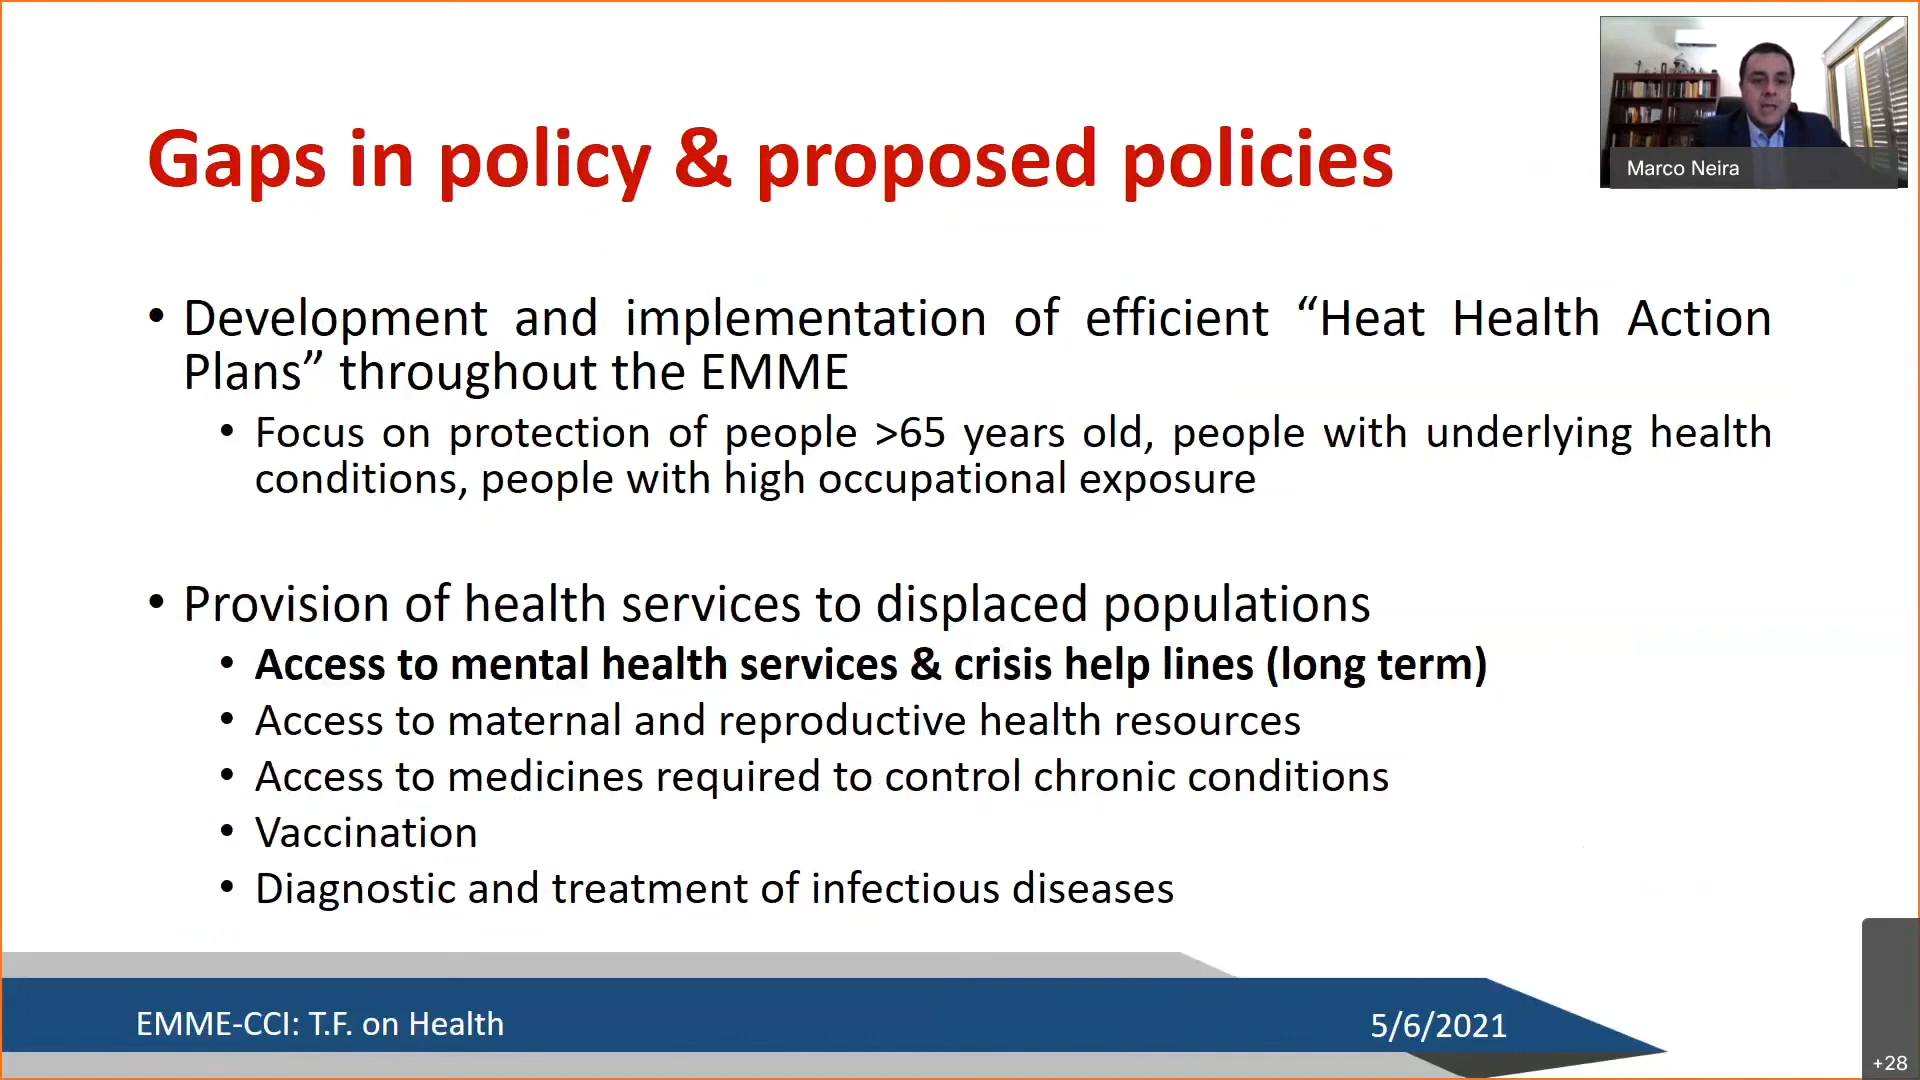 Marco Neira
Gaps in policy & proposed policies
• Development and implementation of efficient “Heat Health Action
Plans” throughout the EMME
• Focus on protection of people >65 years old, people with underlying health
conditions, people with high occupational exposure
• Provision of health services to displaced populations
• Access to mental health services & crisis help lines (long term)
• Access to maternal and reproductive health resources
• Access to medicines required to control chronic conditions
• Vaccination
• Diagnostic and treatment of infectious diseases
EMME-CCI: T.F. on Health
5/6/2021
+28